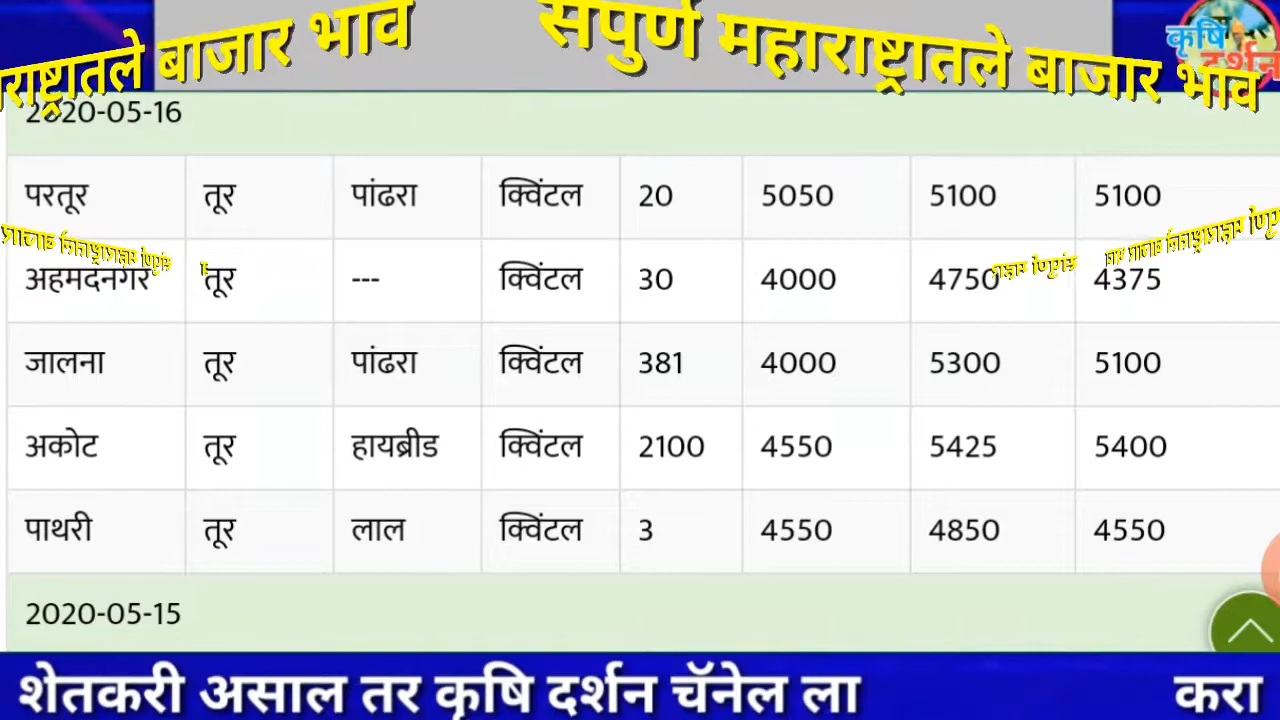 राष्ट्रातले बाजार भाव संपुर्ण महाराष्ट्रातले बाजार भाव
कृषि
दर्शन
2020-05-16
परतूर तूर पांढरा क्विंटल 20 5050 5100 5100
अहमदनगर तूर --- क्विंटल 30 4000 4750 4375
जालना तूर पांढरा क्विंटल 381 4000 5300 5100
अकोट तूर हायब्रीड क्विंटल 2100 4550 5425 5400
पाथरी तूर लाल क्विंटल 3 4550 4850 4550
2020-05-15
शेतकरी असाल तर कृषि दर्शन चॅनेल ला करा